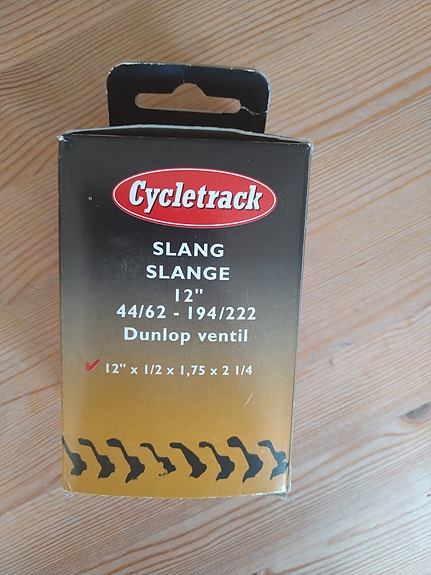 Cycletrack
SLANG
SLANGE
12"
44/62 - 194/222
Dunlop ventil
12" x 1/2 x 1,75 x 2 1/4